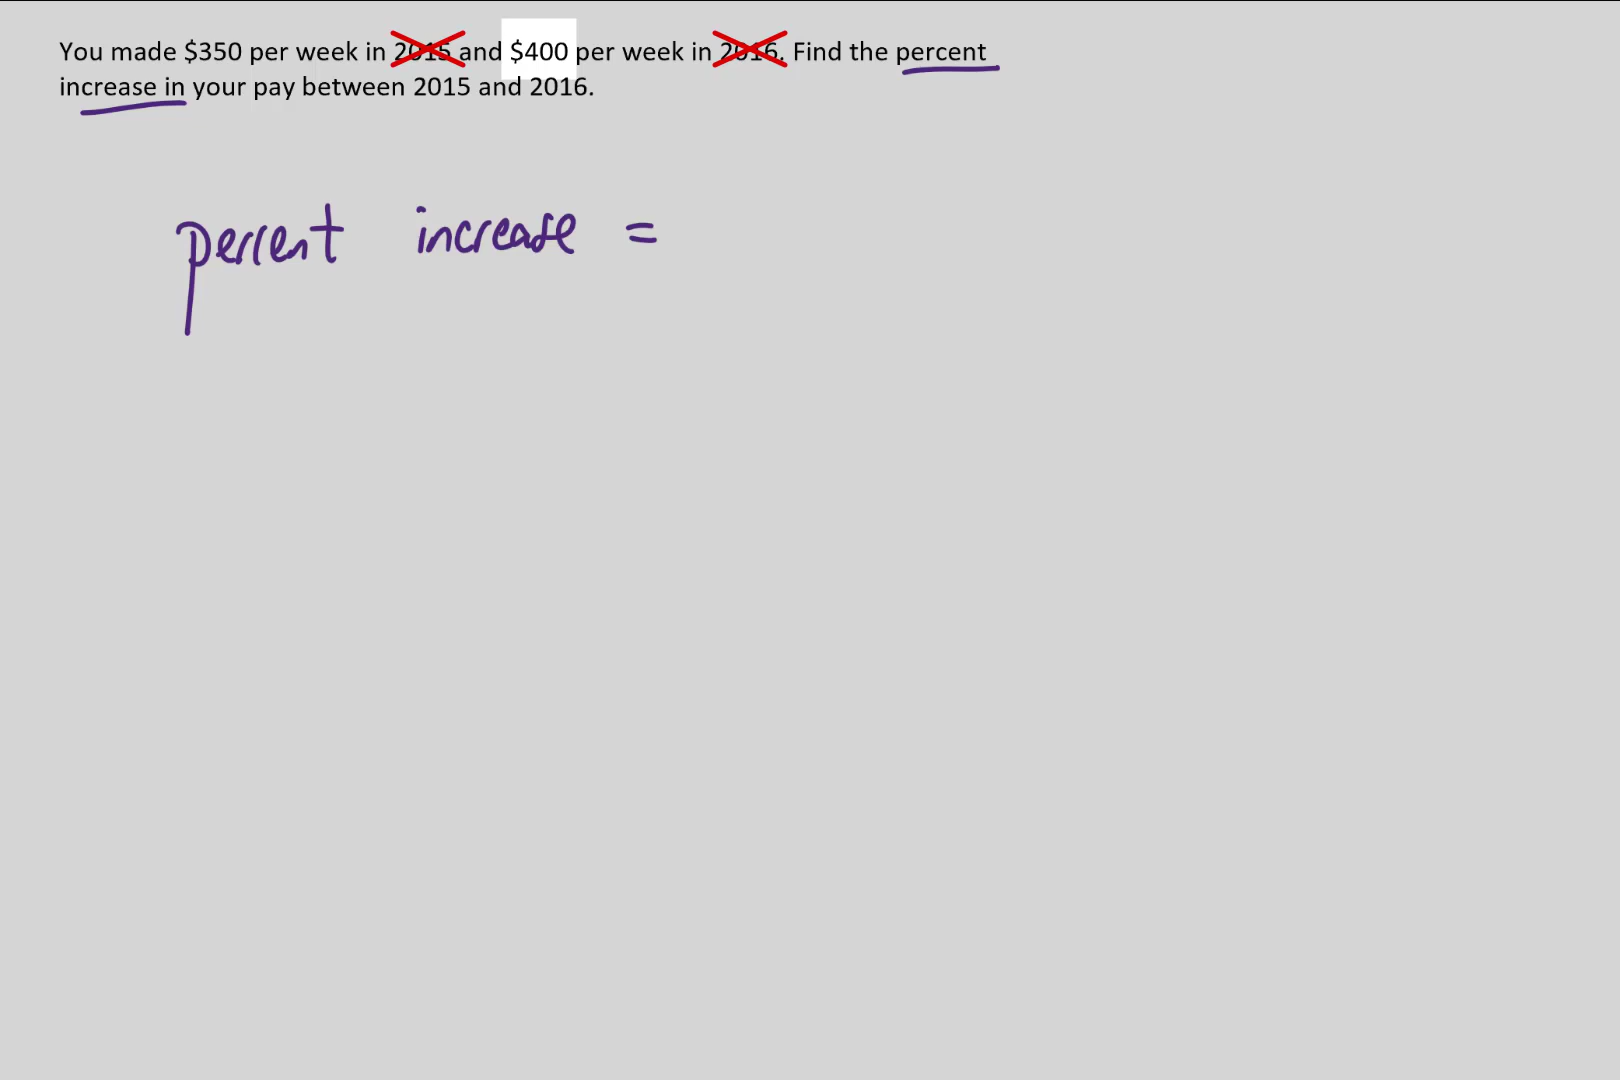 You made $350 per week in 2015 and $400 per week in 2016. Find the percent
increase in your pay between 2015 and 2016.
percent increase =